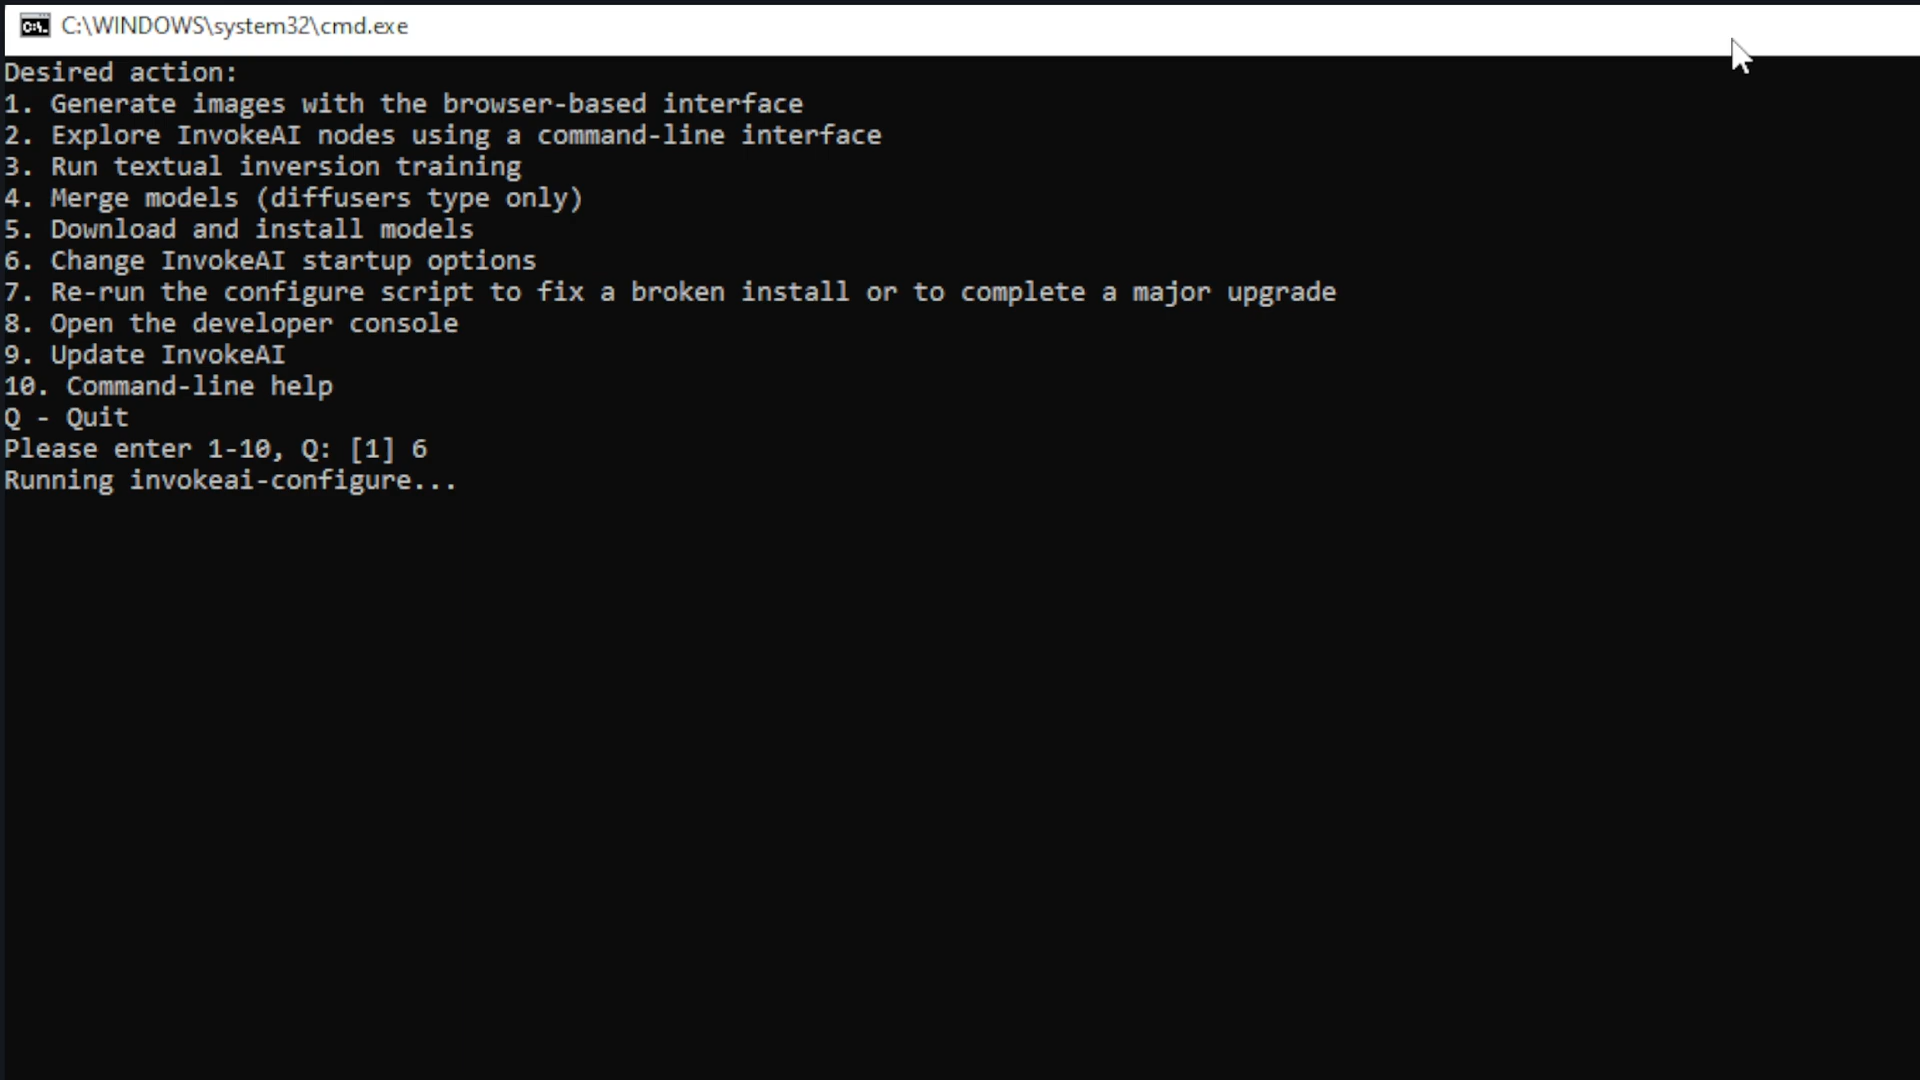 C:\WINDOWS\system32\cmd.exe
Desired action:
1. Generate images with the browser-based interface
2. Explore InvokeAI nodes using a command-line interface
3. Run textual inversion training
4. Merge models (diffusers type only)
5. Download and install models
6. Change InvokeAI startup options
7. Re-run the configure script to fix a broken install or to complete a major upgrade
8. Open the developer console
9. Update InvokeAI
10. Command-line help
Q - Quit
Please enter 1-10, Q: [1] 6
Running invokeai-configure...